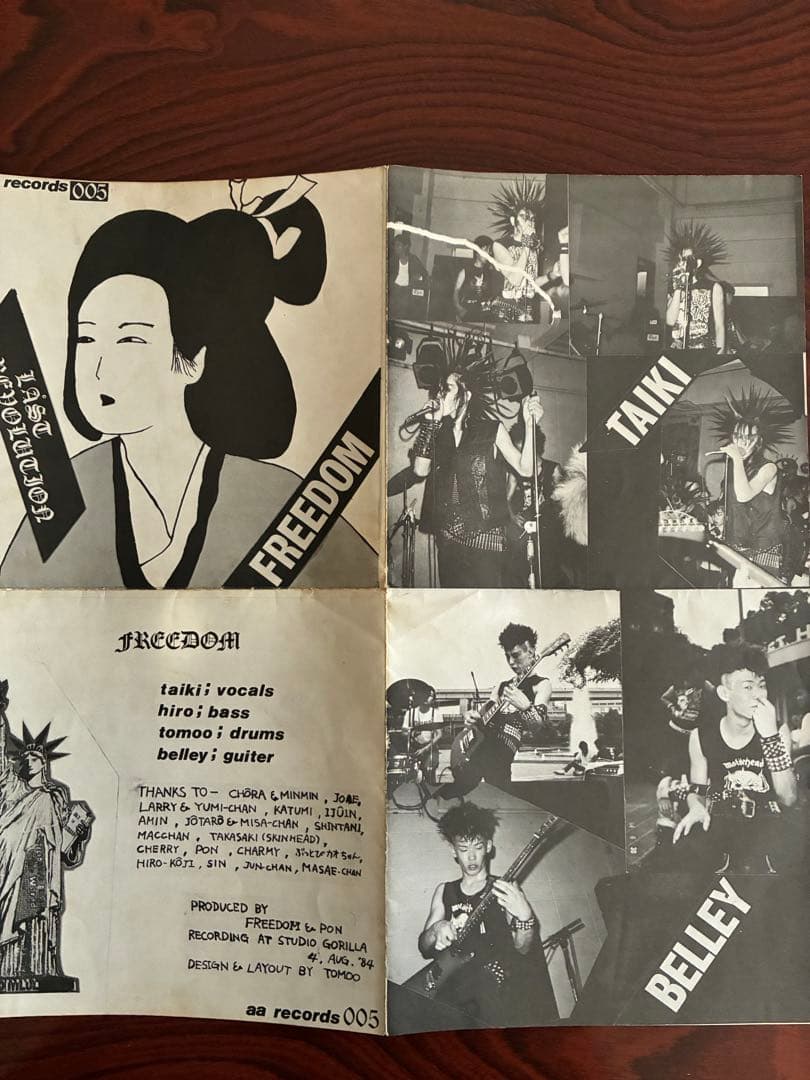 records 005
Last
revolution
FREEDOM
TAIKI
FREEDOM
taiki; vocals
hiro; bass
tomoo; drums
belley; guiter
THANKS TO — CHŌRA & MINMIN, JOAE,
LARRY & YUMI-CHAN, KATUMI, IJŪIN,
AMIN, JŌTARŌ & MISA-CHAN, SHINTANI,
MACCHAN, TAKASAKI (SKINHEAD),
CHERRY, PON, CHARMY,
HIRO-KŌJI, SIN, JUN-CHAN, MASAE-CHAN
PRODUCED BY
FREEDOM & PON
RECORDING AT STUDIO GORILLA
4, AUG. '84
DESIGN & LAYOUT BY TOMOO
aa records 005
Motörhead
BELLEY